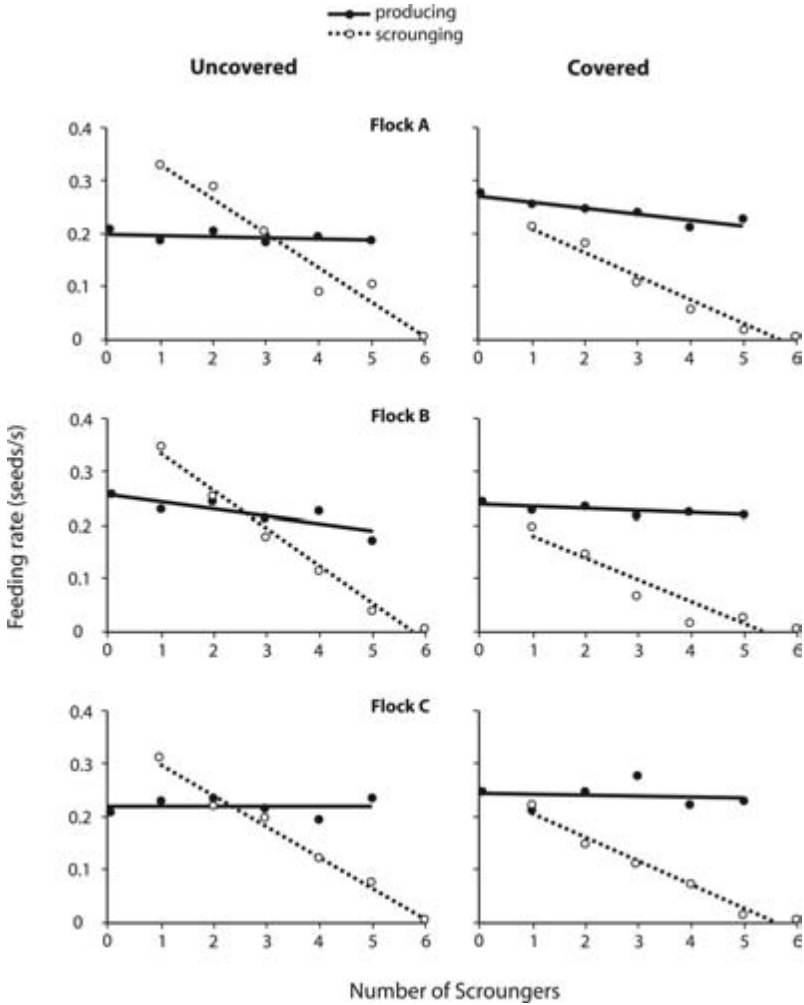 producing
scrounging
Uncovered Covered
Flock A
0.4
0.3
0.2
0.1
0
0 1 2 3 4 5 6 0 1 2 3 4 5 6
Flock B
0.4
0.3
0.2
0.1
0
0 1 2 3 4 5 6 0 1 2 3 4 5 6
Flock C
0.4
0.3
0.2
0.1
0
0 1 2 3 4 5 6 0 1 2 3 4 5 6
Feeding rate (seeds/s)
Number of Scroungers